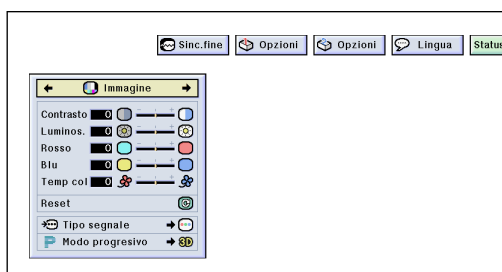 Sinc.fine Opzioni Opzioni Lingua Status
Immagine
Contrasto 0
Luminos. 0
Rosso 0
Blu 0
Temp col 0
Reset
Tipo segnale
P Modo progresivo 3D